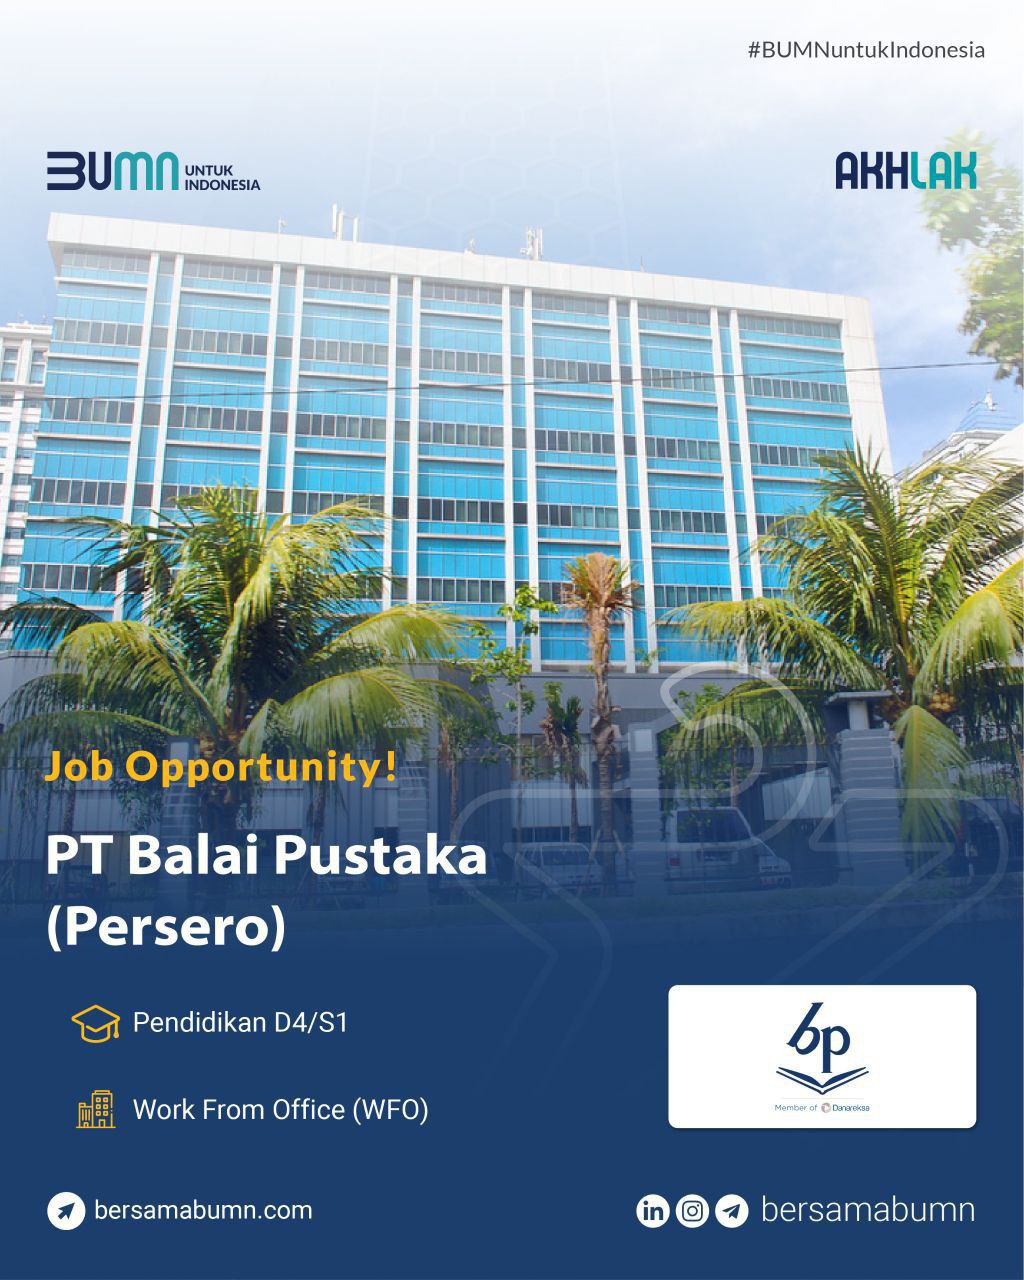 #BUMNuntukIndonesia
BUMN UNTUK
INDONESIA
AKHLAK
Job Opportunity!
PT Balai Pustaka
(Persero)
Pendidikan D4/S1
Work From Office (WFO)
bp
Member of Danareksa
bersamabumn.com
in
bersamabumn